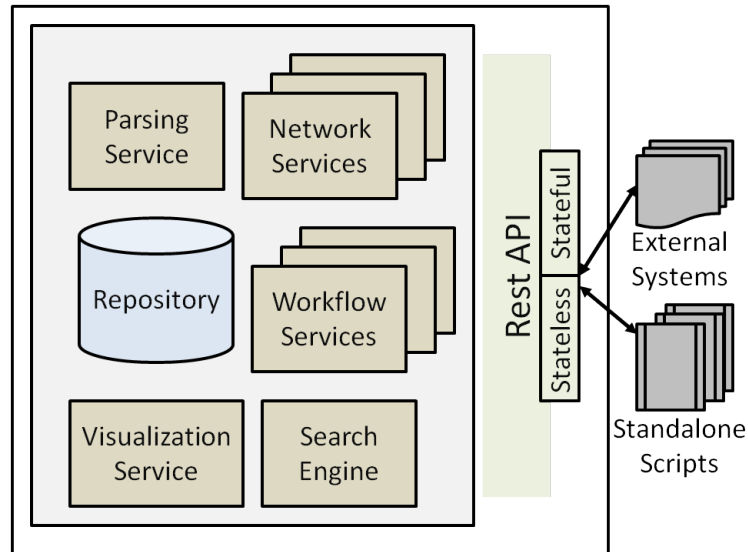 Parsing
Service
Network
Services
Repository
Workflow
Services
Visualization
Service
Search
Engine
Rest API
Stateful
Stateless
External
Systems
Standalone
Scripts